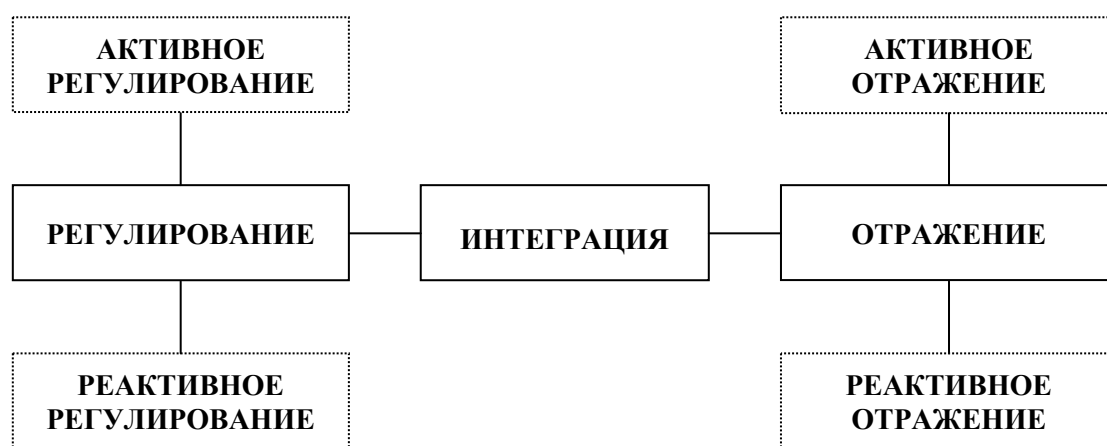 АКТИВНОЕ
РЕГУЛИРОВАНИЕ
АКТИВНОЕ
ОТРАЖЕНИЕ
РЕГУЛИРОВАНИЕ
ИНТЕГРАЦИЯ
ОТРАЖЕНИЕ
РЕАКТИВНОЕ
РЕГУЛИРОВАНИЕ
РЕАКТИВНОЕ
ОТРАЖЕНИЕ